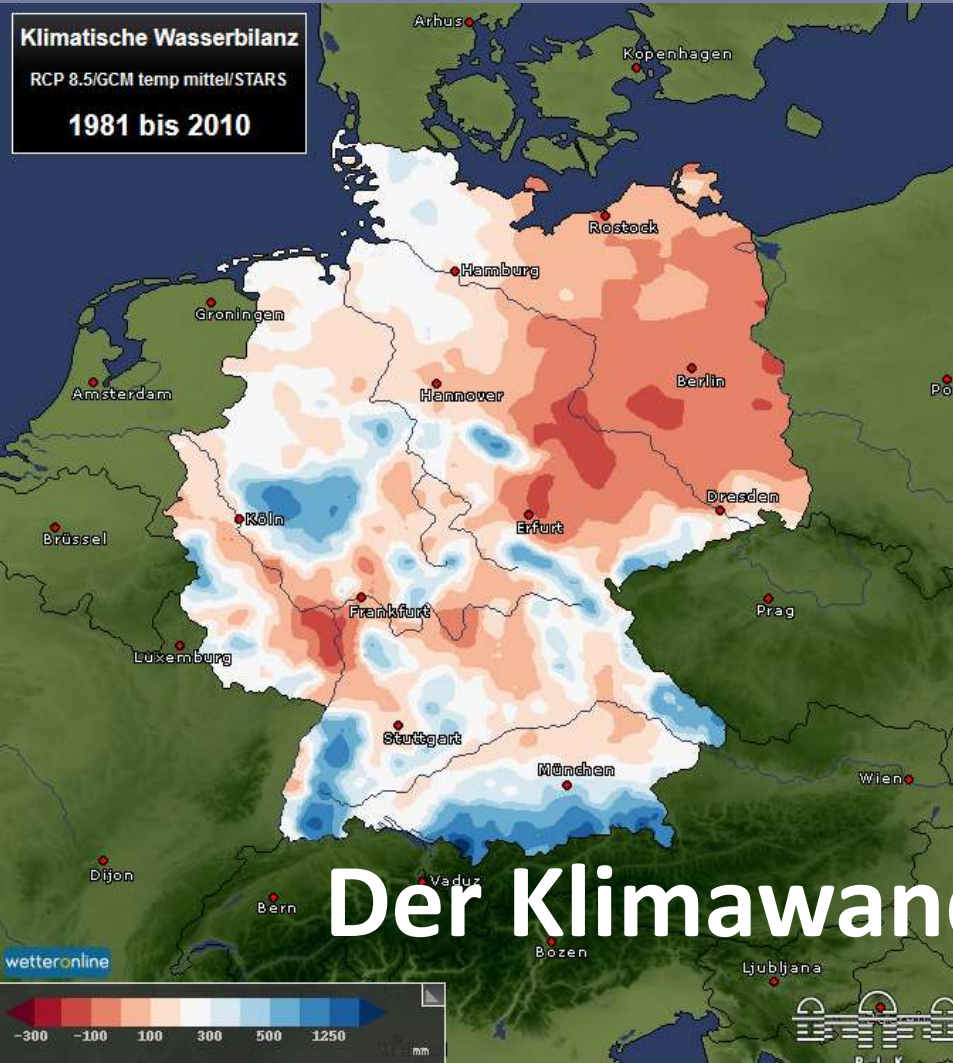 Klimatische Wasserbilanz
RCP 8.5/GCM temp mittel/STARS
1981 bis 2010
Arhus
Kopenhagen
Rostock
Hamburg
Groningen
Amsterdam
Hannover
Berlin
Po
Köln
Dresden
Brüssel
Erfurt
Frankfurt
Prag
Luxemburg
Stuttgart
München
Wien
Dijon
Vaduz
Bern
Der Klimawand
Bozen
wetteronline
Ljubljana
-300 -100 100 300 500 1250
mm
P I K